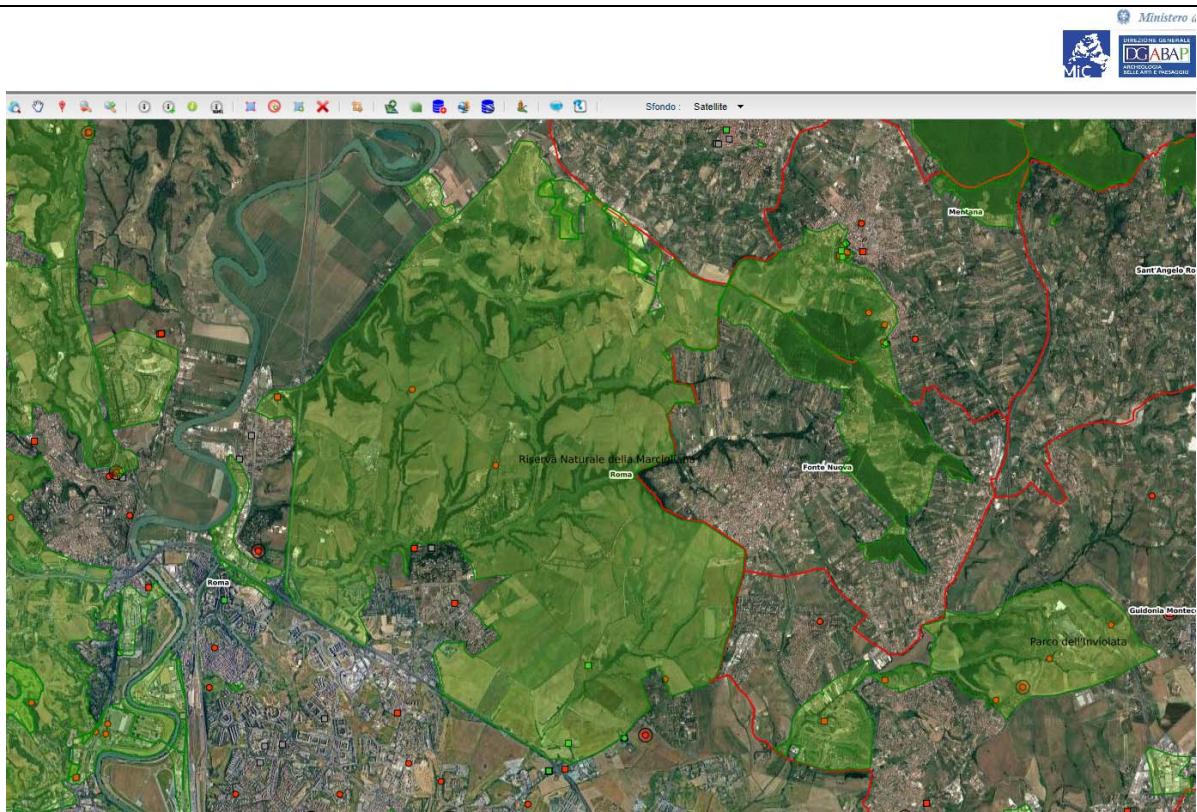 Ministero d
MiC
DIREZIONE GENERALE
DGABAP
ARCHEOLOGIA
BELLE ARTI E PAESAGGIO
Sfondo : Satellite
Mentana
Sant'Angelo Ro
Riserva Naturale della Marcigliana
Roma
Fonte Nuova
Roma
Guidonia Montec
Parco dell'Inviolata